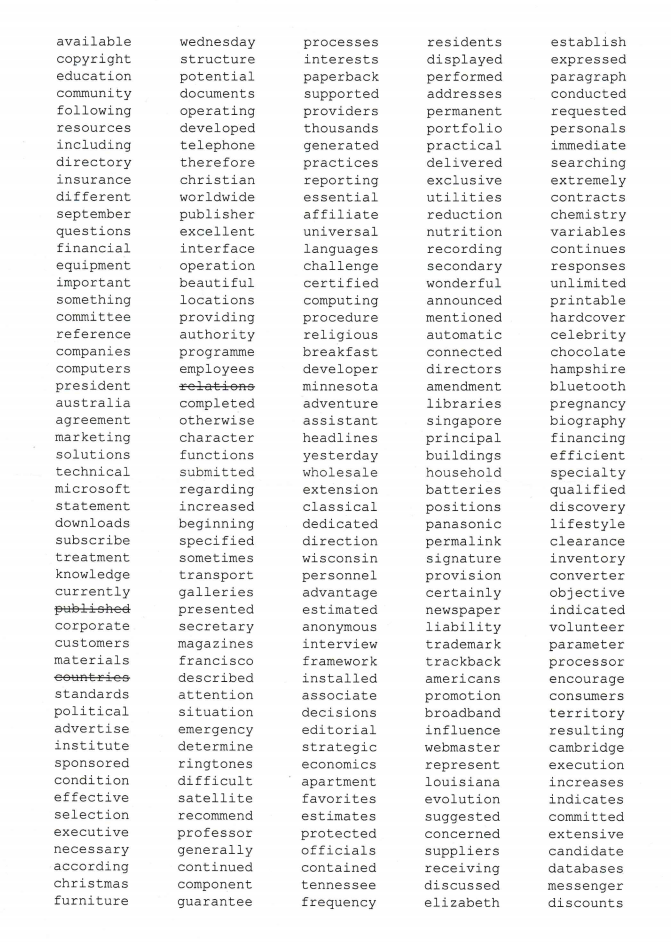 available wednesday processes residents establish
copyright structure interests displayed expressed
education potential paperback performed paragraph
community documents supported addresses conducted
following operating providers permanent requested
resources developed thousands portfolio personals
including telephone generated practical immediate
directory therefore practices delivered searching
insurance christian reporting exclusive extremely
different worldwide essential utilities contracts
september publisher affiliate reduction chemistry
questions excellent universal nutrition variables
financial interface languages recording continues
equipment operation challenge secondary responses
important beautiful certified wonderful unlimited
something locations computing announced printable
committee providing procedure mentioned hardcover
reference authority religious automatic celebrity
companies programme breakfast connected chocolate
computers employees developer directors hampshire
president relations minnesota amendment bluetooth
australia completed adventure libraries pregnancy
agreement otherwise assistant singapore biography
marketing character headlines principal financing
solutions functions yesterday buildings efficient
technical submitted wholesale household specialty
microsoft regarding extension batteries qualified
statement increased classical positions discovery
downloads beginning dedicated panasonic lifestyle
subscribe specified direction permalink clearance
treatment sometimes wisconsin signature inventory
knowledge transport personnel provision converter
currently galleries advantage certainly objective
published presented estimated newspaper indicated
corporate secretary anonymous liability volunteer
customers magazines interview trademark parameter
materials francisco framework trackback processor
countries described installed americans encourage
standards attention associate promotion consumers
political situation decisions broadband territory
advertise emergency editorial influence resulting
institute determine strategic webmaster cambridge
sponsored ringtones economics represent execution
condition difficult apartment louisiana increases
effective satellite favorites evolution indicates
selection recommend estimates suggested committed
executive professor protected concerned extensive
necessary generally officials suppliers candidate
according continued contained receiving databases
christmas component tennessee discussed messenger
furniture guarantee frequency elizabeth discounts